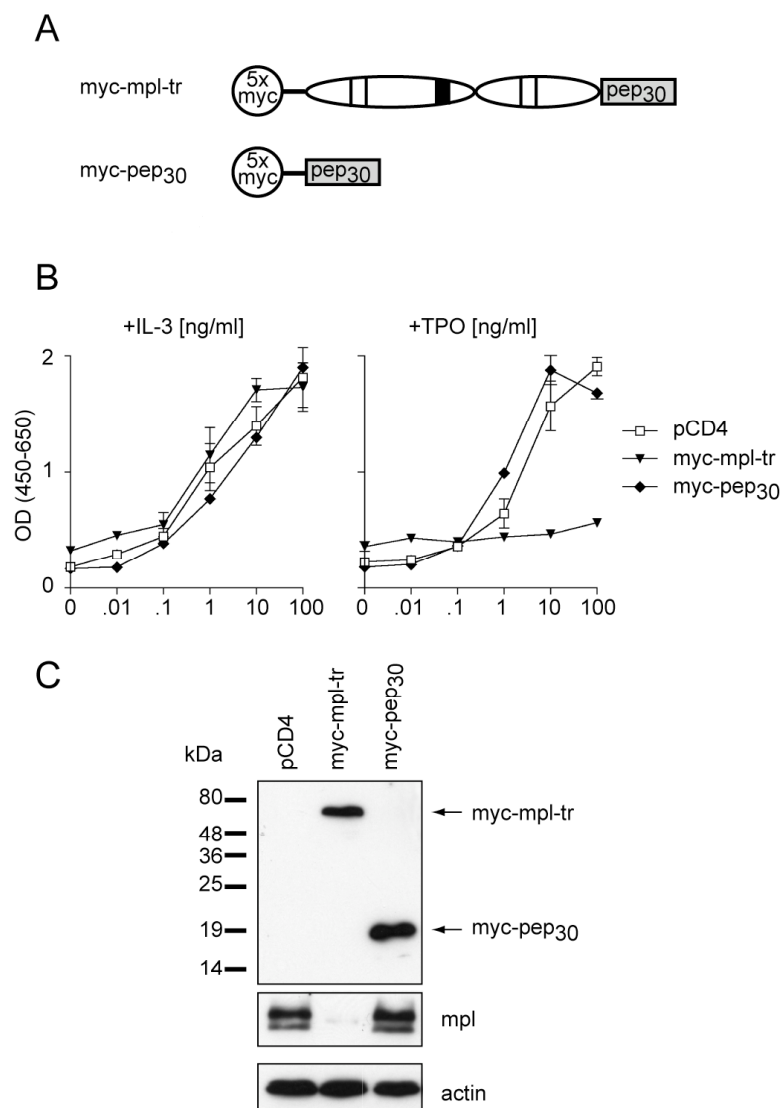 A
myc-mpl-tr
5x
myc
pep30
myc-pep30
5x
myc
pep30
B
+IL-3 [ng/ml]
+TPO [ng/ml]
OD (450-650)
2
1
0
0 .01 .1 1 10 100
0 .01 .1 1 10 100
pCD4
myc-mpl-tr
myc-pep30
C
kDa
pCD4
myc-mpl-tr
myc-pep30
80
48
36
25
19
14
myc-mpl-tr
myc-pep30
mpl
actin